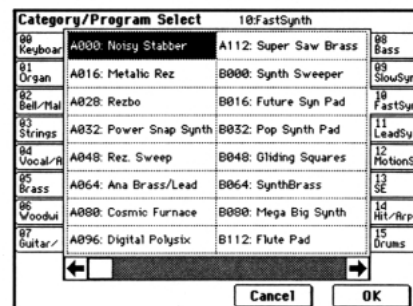 Category/Program Select 10:FastSynth
00
Keyboar
01
Organ
02
Bell/Mal
03
Strings
04
Vocal/A
05
Brass
06
Woodwi
07
Guitar/
A000: Noisy Stabber
A016: Metalic Rez
A028: Rezbo
A032: Power Snap Synth
A048: Rez. Sweep
A064: Ana Brass/Lead
A080: Cosmic Furnace
A096: Digital Polysix
A112: Super Saw Brass
B000: Synth Sweeper
B016: Future Syn Pad
B032: Pop Synth Pad
B048: Gliding Squares
B064: SynthBrass
B080: Mega Big Synth
B112: Flute Pad
08
Bass
09
SlowSyn
10
FastSyn
11
LeadSy
12
MotionS
13
SE
14
Hit/Arp
15
Drums
Cancel OK